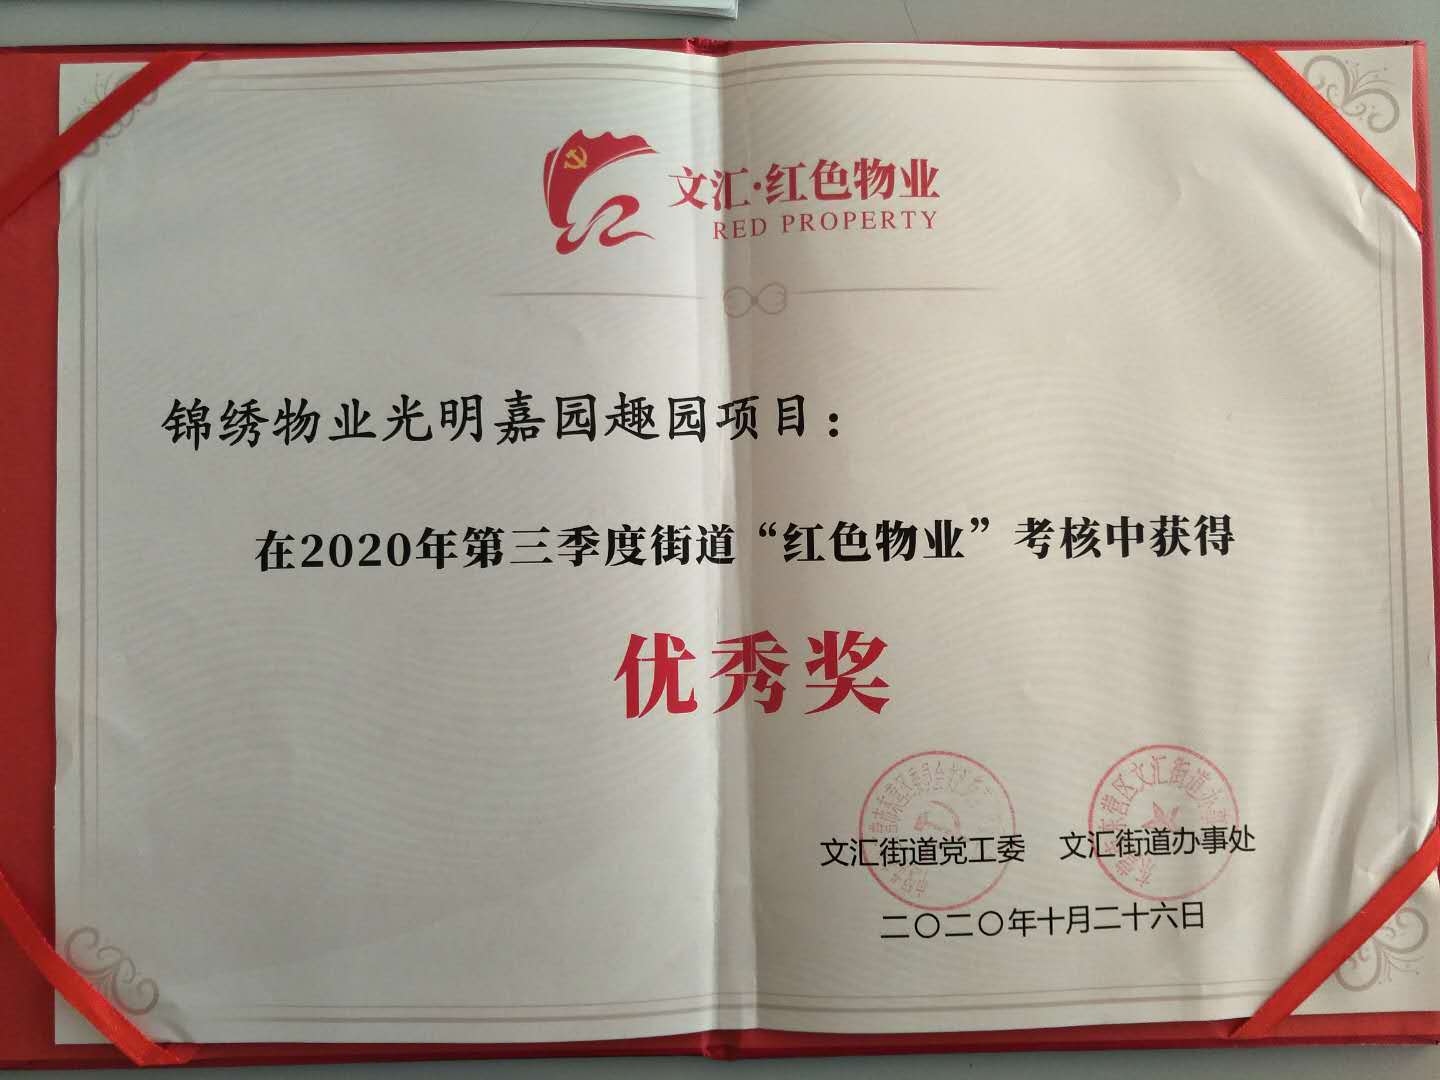 文汇·红色物业
RED PROPERTY
锦绣物业光明嘉园趣园项目：
在2020年第三季度街道“红色物业”考核中获得
优秀奖
文汇街道党工委 文汇街道办事处
二〇二〇年十月二十六日